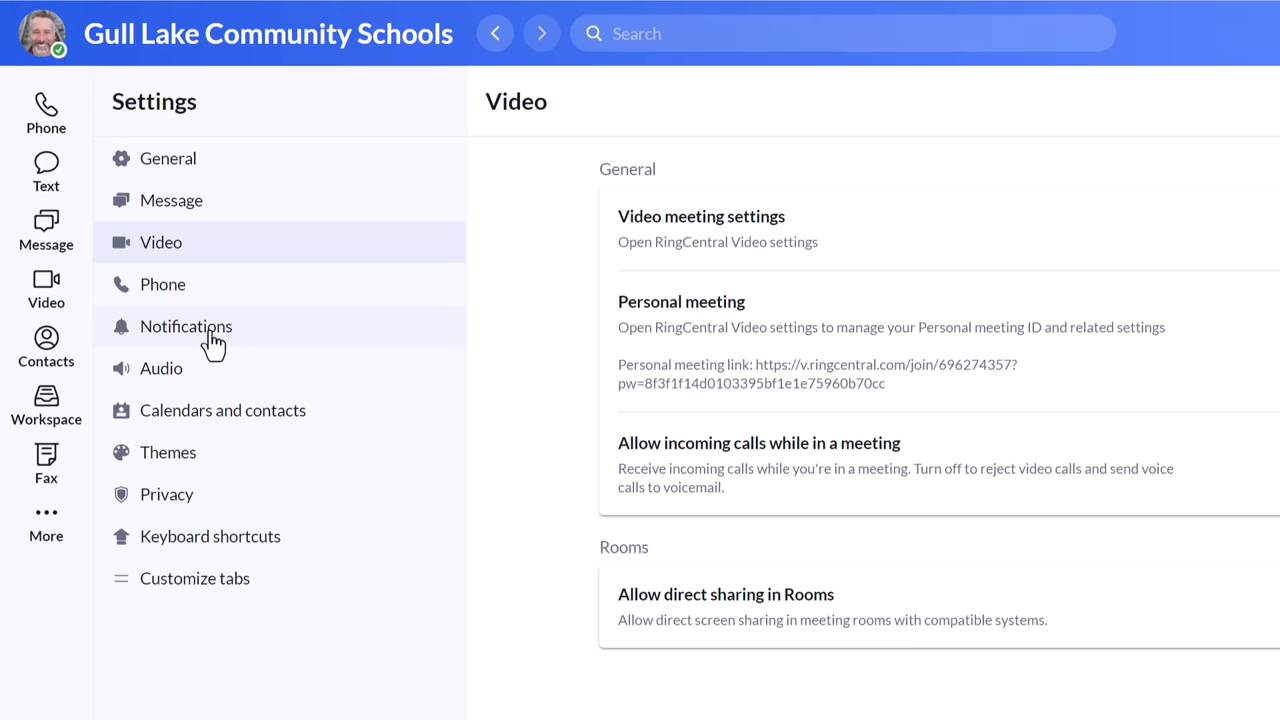 Gull Lake Community Schools
Search
Phone
Text
Message
Video
Contacts
Workspace
Fax
More
Settings
General
Message
Video
Phone
Notifications
Audio
Calendars and contacts
Themes
Privacy
Keyboard shortcuts
Customize tabs
Video
General
Video meeting settings
Open RingCentral Video settings
Personal meeting
Open RingCentral Video settings to manage your Personal meeting ID and related settings
Personal meeting link: https://v.ringcentral.com/join/696274357?
pw=8f3f1f14d0103395bf1e1e75960b70cc
Allow incoming calls while in a meeting
Receive incoming calls while you're in a meeting. Turn off to reject video calls and send voice
calls to voicemail.
Rooms
Allow direct sharing in Rooms
Allow direct screen sharing in meeting rooms with compatible systems.